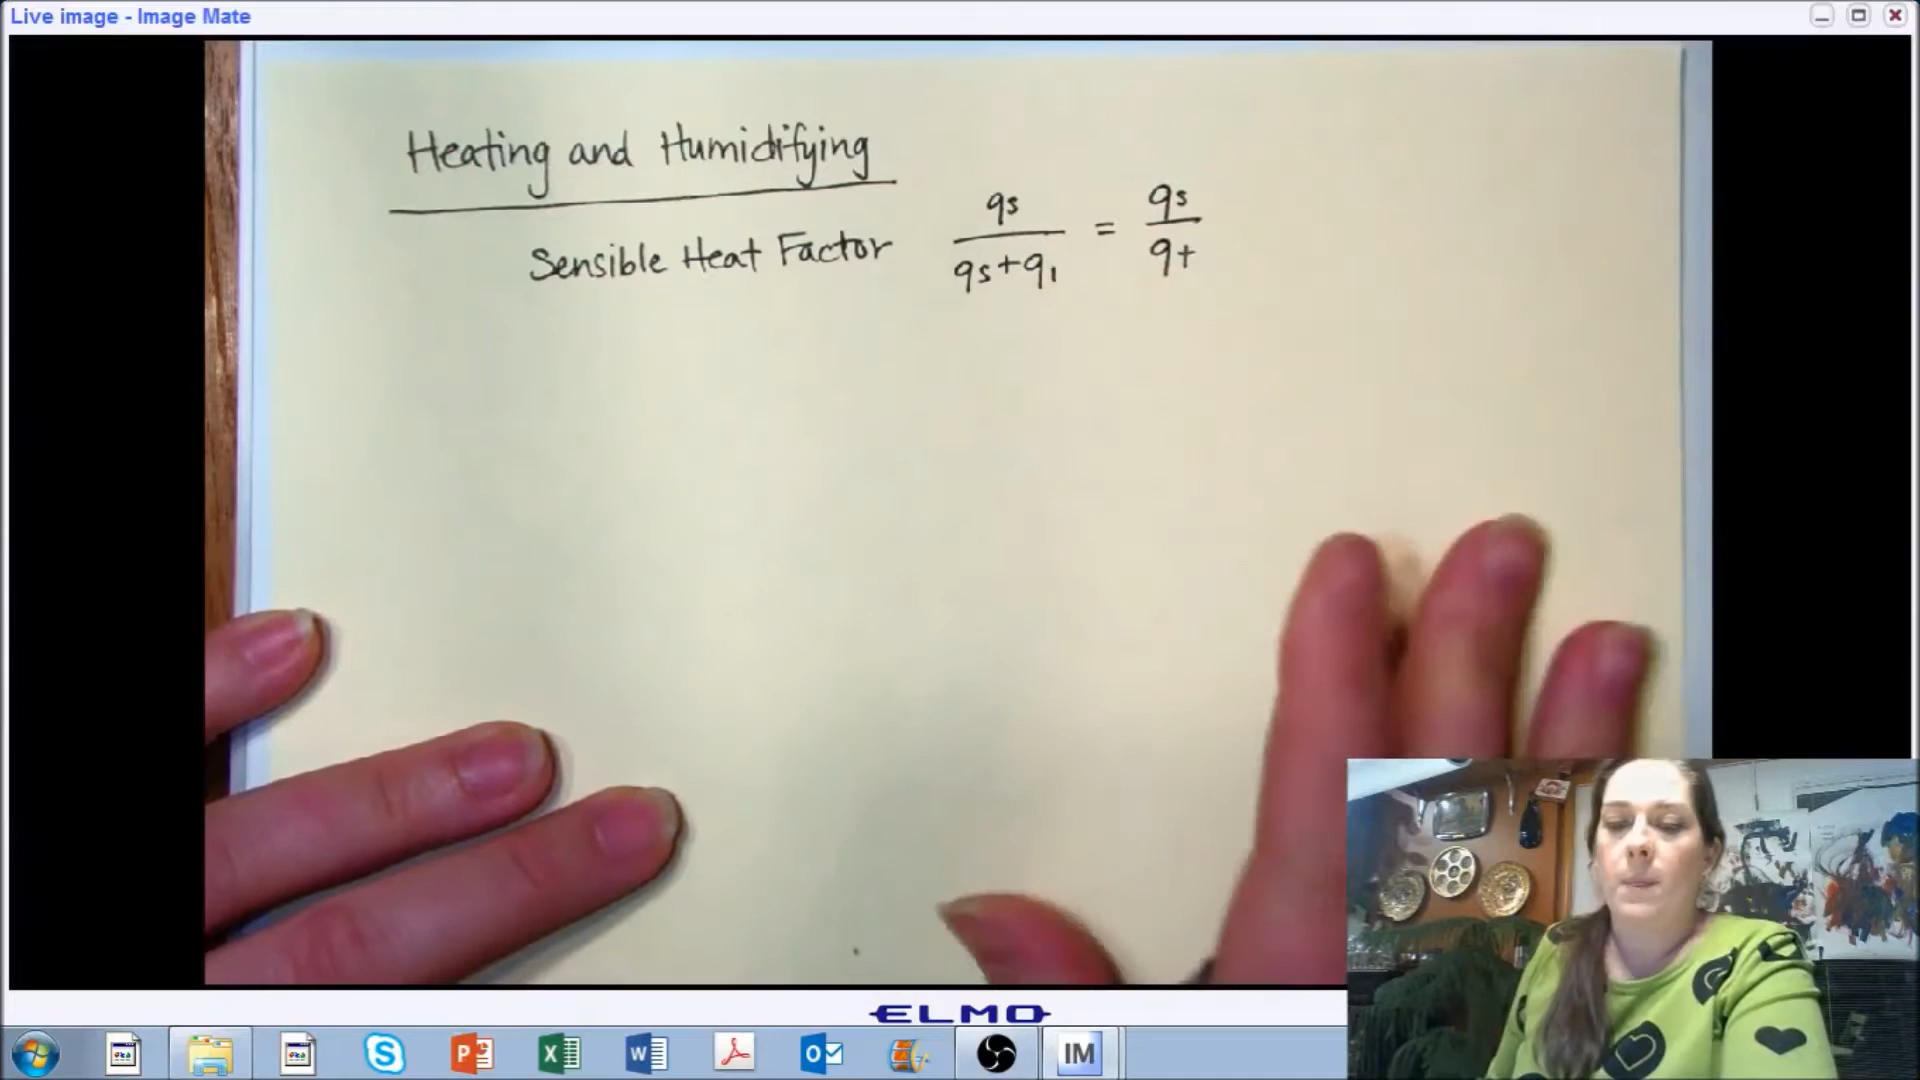 Live image - Image Mate
Heating and Humidifying
Sensible Heat Factor qs / qs+ql = qs / qt
ELMO
IM